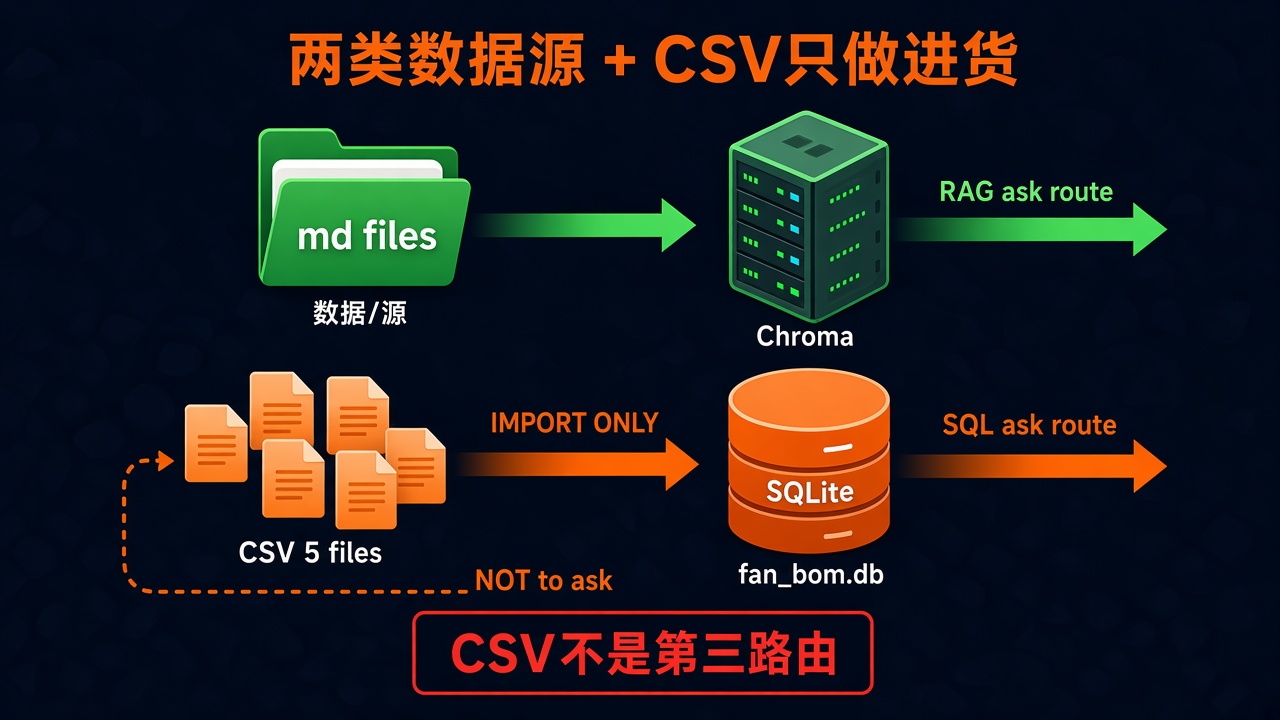 两类数据源 + CSV只做进货
md files
数据/源
Chroma
RAG ask route
IMPORT ONLY
CSV 5 files
NOT to ask
SQLite
fan_bom.db
SQL ask route
CSV不是第三路由